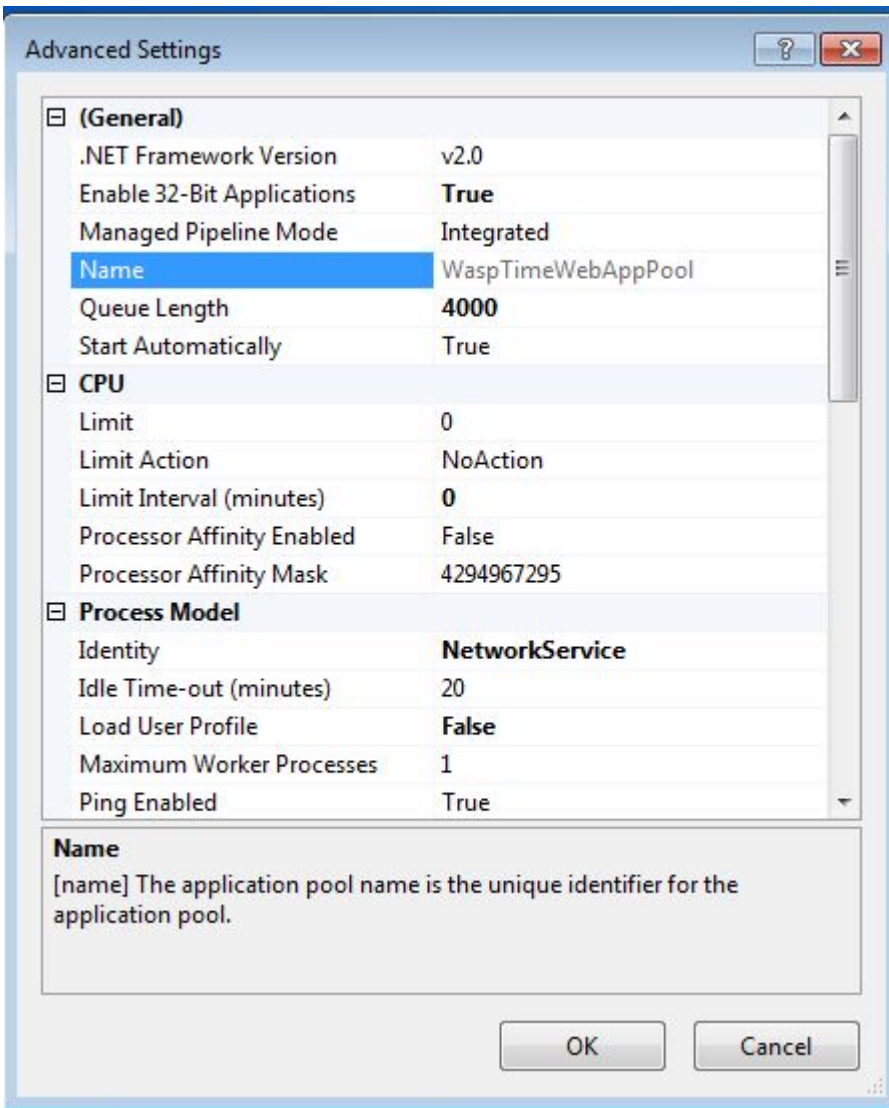 Advanced Settings
(General)
.NET Framework Version v2.0
Enable 32-Bit Applications True
Managed Pipeline Mode Integrated
Name WaspTimeWebAppPool
Queue Length 4000
Start Automatically True
CPU
Limit 0
Limit Action NoAction
Limit Interval (minutes) 0
Processor Affinity Enabled False
Processor Affinity Mask 4294967295
Process Model
Identity NetworkService
Idle Time-out (minutes) 20
Load User Profile False
Maximum Worker Processes 1
Ping Enabled True
Name
[name] The application pool name is the unique identifier for the
application pool.
OK Cancel